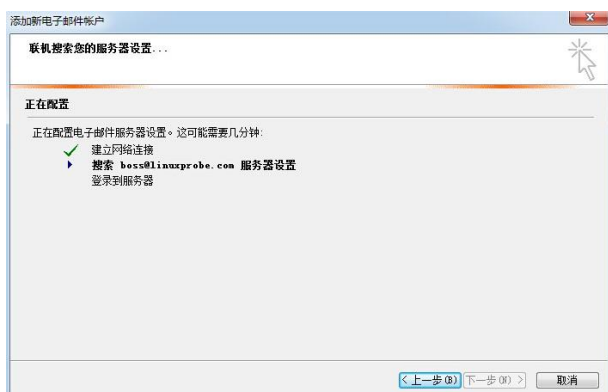 添加新电子邮件帐户
联机搜索您的服务器设置...
正在配置
正在配置电子邮件服务器设置。这可能需要几分钟:
建立网络连接
搜索 boss@linuxprobe.com 服务器设置
登录到服务器
< 上一步(B) 下一步(N) > 取消